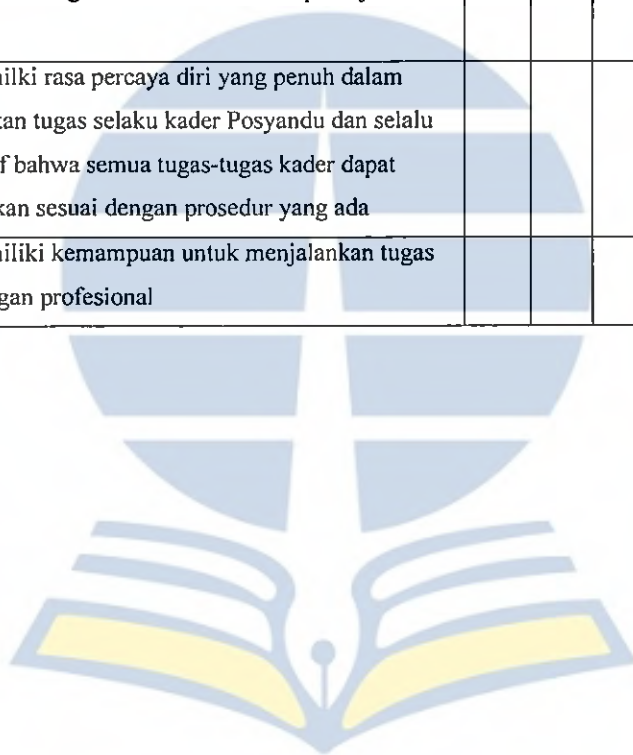 ilki rasa percaya diri yang penuh dalam
kan tugas selaku kader Posyandu dan selalu
f bahwa semua tugas-tugas kader dapat
kan sesuai dengan prosedur yang ada
iliki kemampuan untuk menjalankan tugas
gan profesional